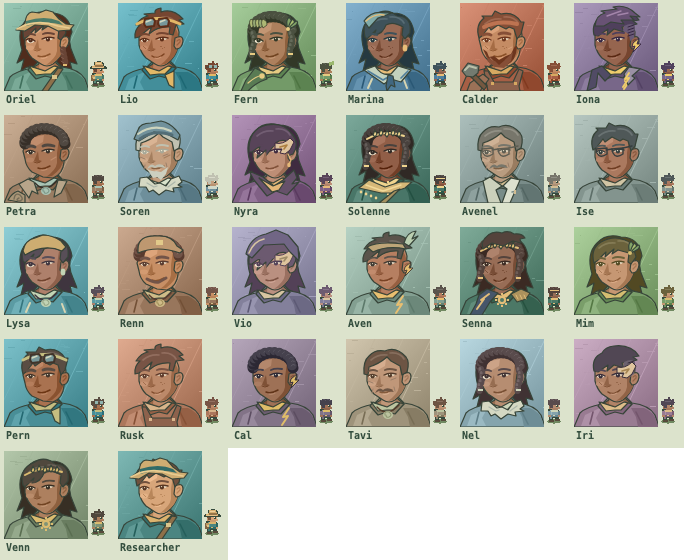 Oriel Lio Fern Marina Calder Iona
Petra Soren Nyra Solenne Avenel Ise
Lysa Renn Vio Aven Senna Mim
Pern Rusk Cal Tavi Nel Iri
Venn Researcher